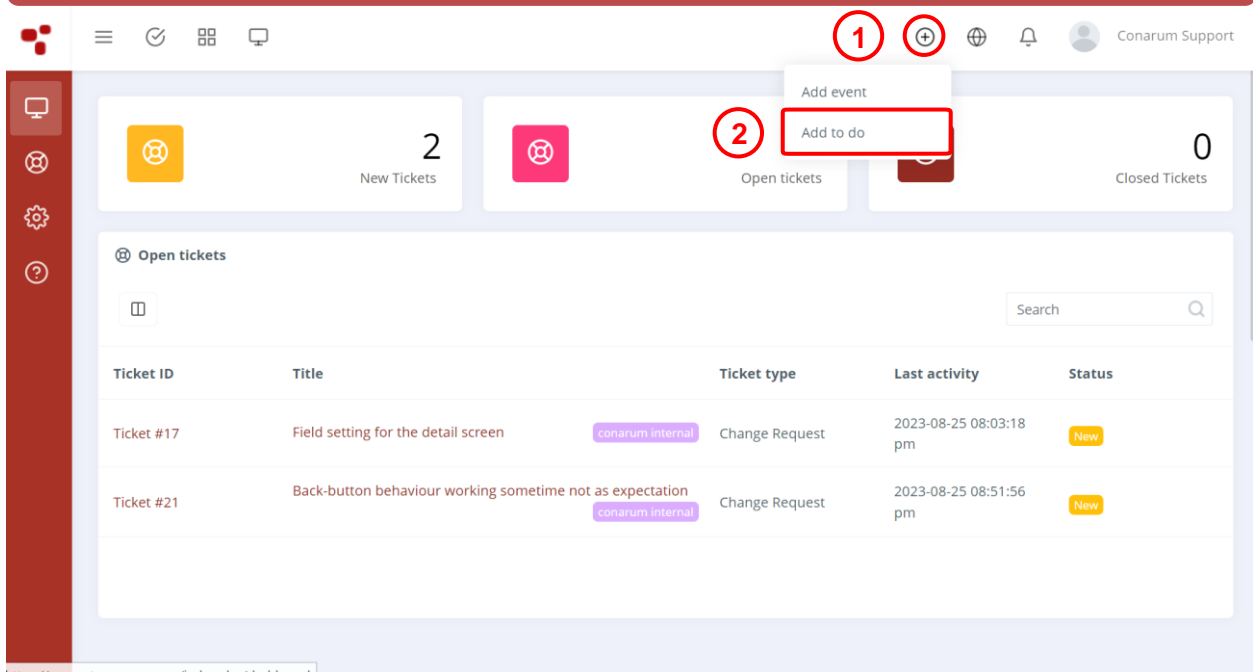 1
Conarum Support
Add event
2
Add to do
2
New Tickets
Open tickets
0
Closed Tickets
Open tickets
Search
Ticket ID Title Ticket type Last activity Status
Ticket #17 Field setting for the detail screen conarum internal Change Request 2023-08-25 08:03:18 New
pm
Ticket #21 Back-button behaviour working sometime not as expectation Change Request 2023-08-25 08:51:56 New
conarum internal pm